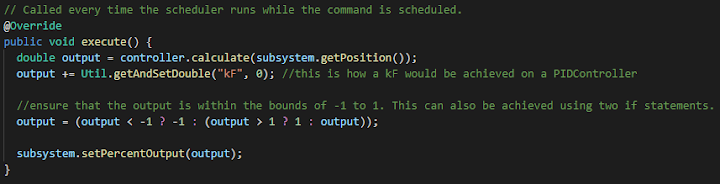 // Called every time the scheduler runs while the command is scheduled.
@Override
public void execute() {
double output = controller.calculate(subsystem.getPosition());
output += Util.getAndSetDouble("kF", 0); //this is how a kF would be achieved on a PIDController
//ensure that the output is within the bounds of -1 to 1. This can also be achieved using two if statements.
output = (output < -1 ? -1 : (output > 1 ? 1 : output));
subsystem.setPercentOutput(output);
}